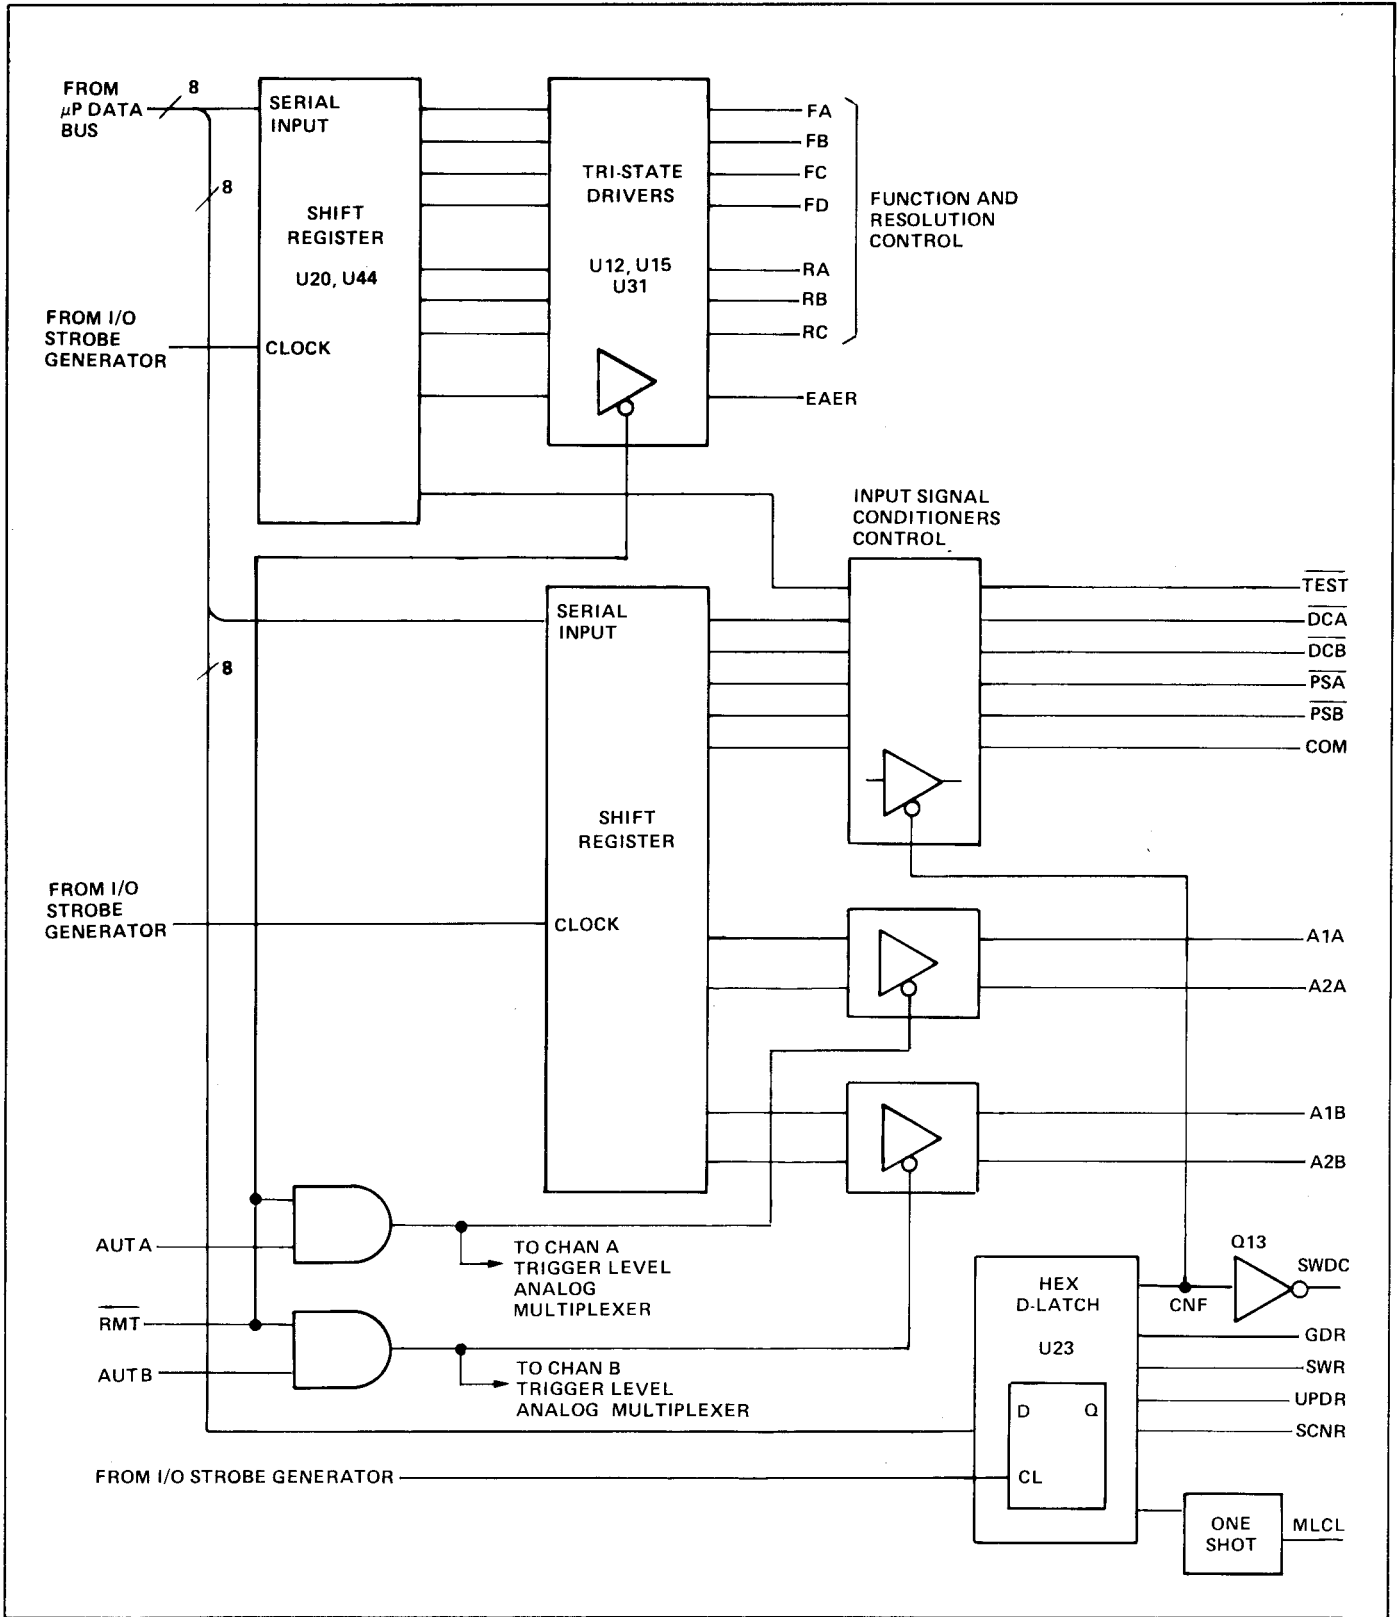 FROM
μP DATA
BUS
8
SERIAL
INPUT
SHIFT
REGISTER
U20, U44
CLOCK
8
FROM I/O
STROBE
GENERATOR
TRI-STATE
DRIVERS
U12, U15
U31
FA
FB
FC
FD
RA
RB
RC
EAER
FUNCTION AND
RESOLUTION
CONTROL
INPUT SIGNAL
CONDITIONERS
CONTROL
SERIAL
INPUT
8
SHIFT
REGISTER
FROM I/O
STROBE
GENERATOR
CLOCK
TEST
DCA
DCB
PSA
PSB
COM
A1A
A2A
A1B
A2B
AUTA
TO CHAN A
TRIGGER LEVEL
ANALOG
MULTIPLEXER
RMT
AUTB
TO CHAN B
TRIGGER LEVEL
ANALOG MULTIPLEXER
HEX
D-LATCH
U23
D Q
CL
CNF
Q13
SWDC
GDR
SWR
UPDR
SCNR
FROM I/O STROBE GENERATOR
ONE
SHOT
MLCL